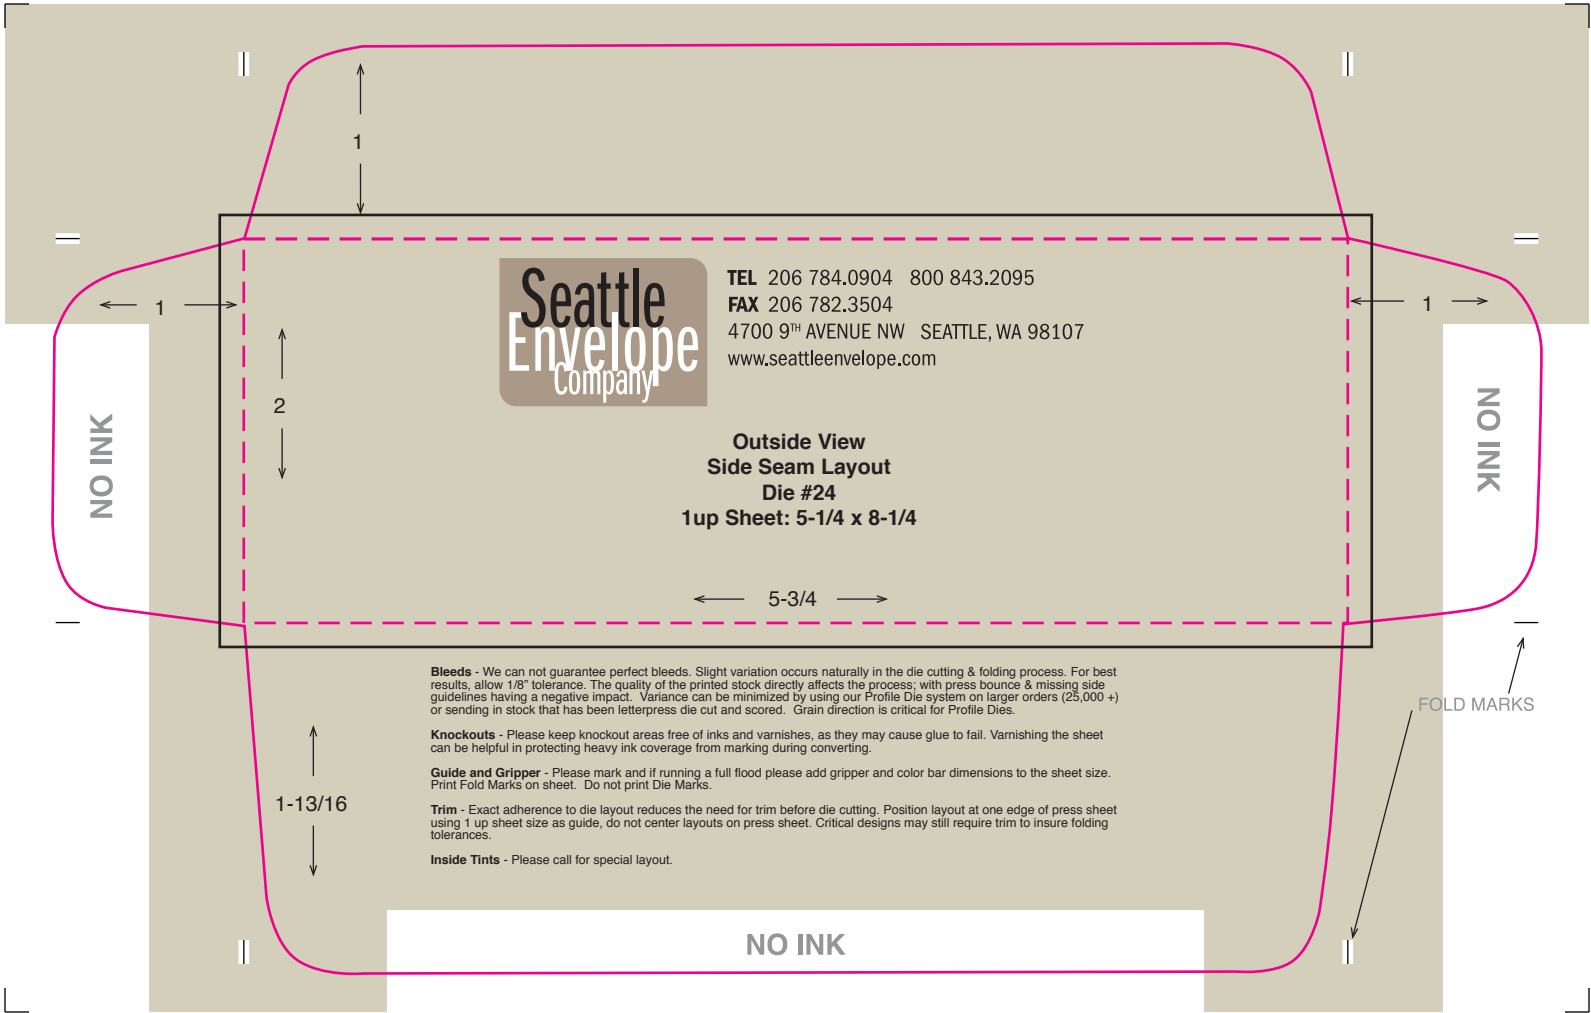 1
Seattle
Envelope
Company
TEL 206 784.0904 800 843.2095
FAX 206 782.3504
4700 9TH AVENUE NW SEATTLE, WA 98107
www.seattleenvelope.com
1
1
2
NO INK
NO INK
Outside View
Side Seam Layout
Die #24
1up Sheet: 5-1/4 x 8-1/4
5-3/4
Bleeds - We can not guarantee perfect bleeds. Slight variation occurs naturally in the die cutting & folding process. For best
results, allow 1/8” tolerance. The quality of the printed stock directly affects the process; with press bounce & missing side
guidelines having a negative impact. Variance can be minimized by using our Profile Die system on larger orders (25,000 +)
or sending in stock that has been letterpress die cut and scored. Grain direction is critical for Profile Dies.
Knockouts - Please keep knockout areas free of inks and varnishes, as they may cause glue to fail. Varnishing the sheet
can be helpful in protecting heavy ink coverage from marking during converting.
Guide and Gripper - Please mark and if running a full flood please add gripper and color bar dimensions to the sheet size.
Print Fold Marks on sheet. Do not print Die Marks.
Trim - Exact adherence to die layout reduces the need for trim before die cutting. Position layout at one edge of press sheet
using 1 up sheet size as guide, do not center layouts on press sheet. Critical designs may still require trim to insure folding
tolerances.
Inside Tints - Please call for special layout.
1-13/16
FOLD MARKS
NO INK